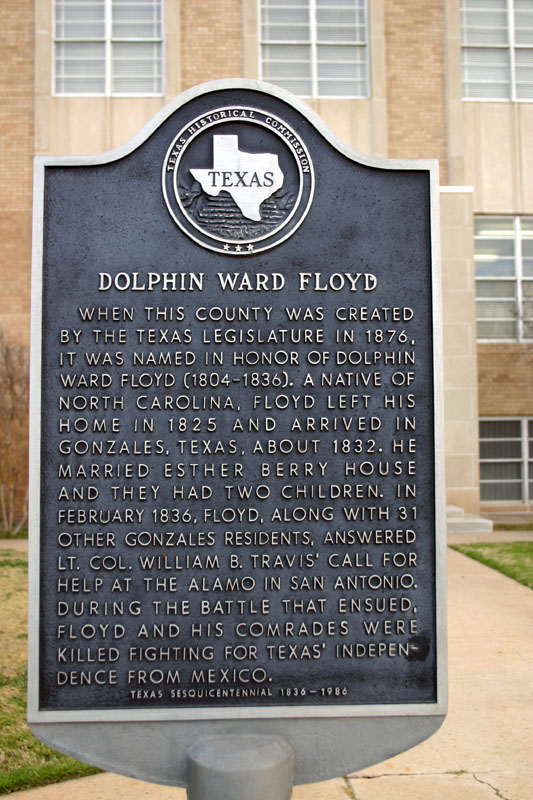 TEXAS HISTORICAL COMMISSION
TEXAS
DOLPHIN WARD FLOYD
WHEN THIS COUNTY WAS CREATED
BY THE TEXAS LEGISLATURE IN 1876,
IT WAS NAMED IN HONOR OF DOLPHIN
WARD FLOYD (1804-1836). A NATIVE OF
NORTH CAROLINA, FLOYD LEFT HIS
HOME IN 1825 AND ARRIVED IN
GONZALES, TEXAS, ABOUT 1832. HE
MARRIED ESTHER BERRY HOUSE
AND THEY HAD TWO CHILDREN. IN
FEBRUARY 1836, FLOYD, ALONG WITH 31
OTHER GONZALES RESIDENTS, ANSWERED
LT. COL. WILLIAM B. TRAVIS' CALL FOR
HELP AT THE ALAMO IN SAN ANTONIO.
DURING THE BATTLE THAT ENSUED,
FLOYD AND HIS COMRADES WERE
KILLED FIGHTING FOR TEXAS' INDEPEN-
DENCE FROM MEXICO.
TEXAS SESQUICENTENNIAL 1836-1986